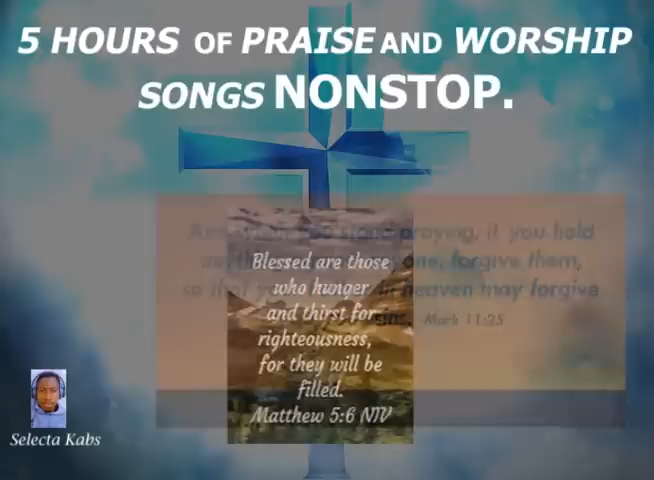 5 HOURS OF PRAISE AND WORSHIP
SONGS NONSTOP.
praying, if you hold
one, forgive them,
so that heaven may forgive
Mark 11:25
Blessed are those
who hunger
and thirst for
righteousness,
for they will be
filled.
Matthew 5:6 NIV
Selecta Kabs